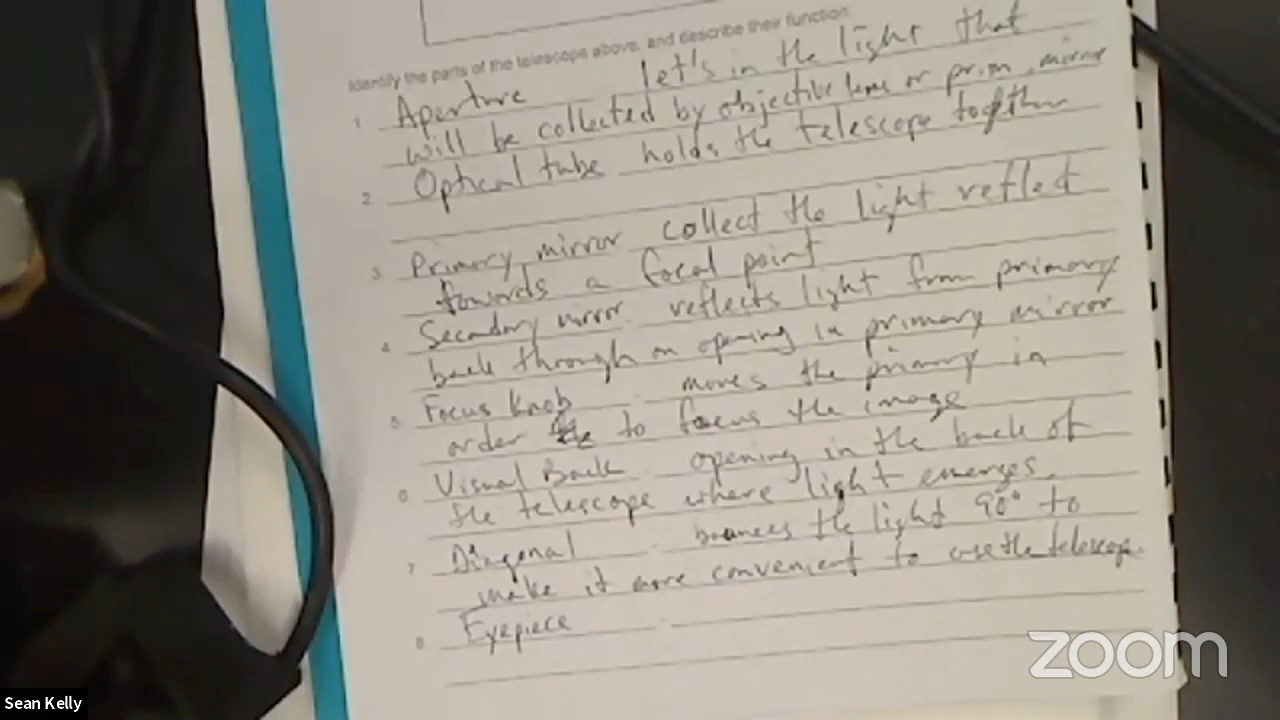 Identify the parts of the telescope above, and describe their function
1 Aperture let's in the light that
will be collected by objective lens or prim. mirror
2 Optical tube holds the telescope together
3 Primary mirror collect the light reflect
towards a focal point
4 Secondary mirror reflects light from primary
back through an opening in primary mirror
5 Focus knob moves the primary in
order to focus the image
6 Visual Back opening in the back of
the telescope where light emerges.
7 Diagonal bounces the light 90° to
make it more convenient to use the telescope.
8 Eyepiece
zoom
Sean Kelly